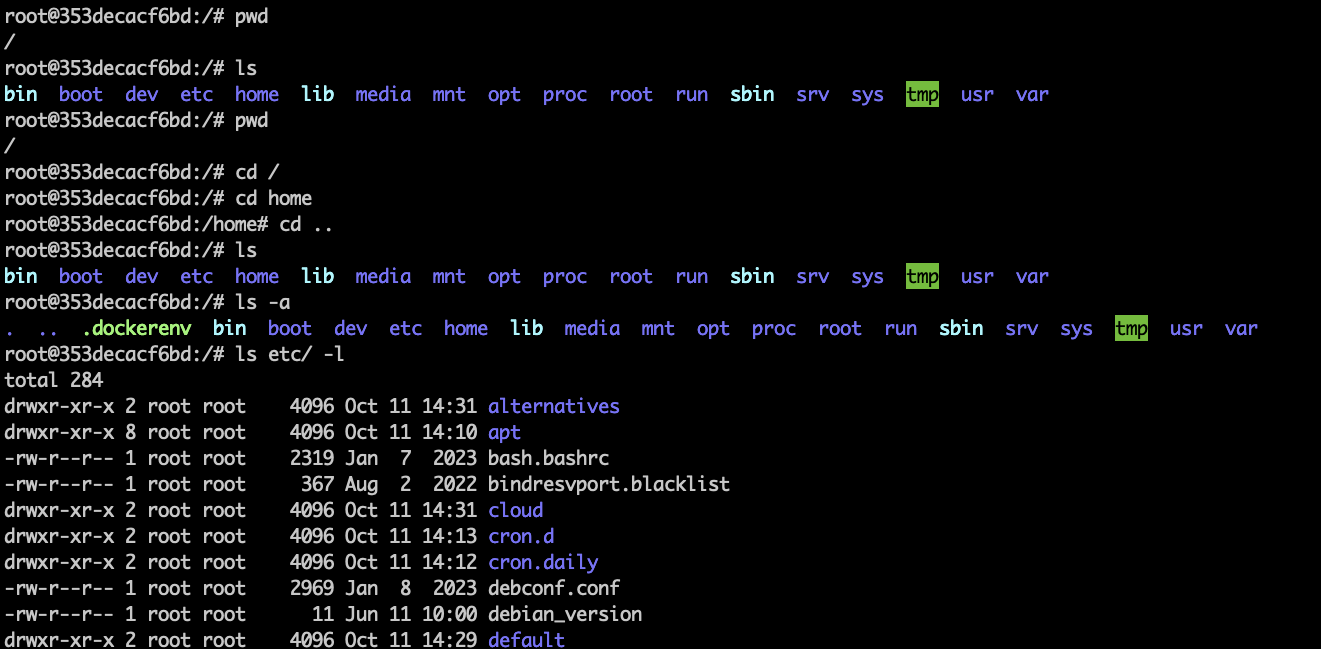 root@353decacf6bd:/# pwd
/
root@353decacf6bd:/# ls
bin  boot  dev  etc  home  lib  media  mnt  opt  proc  root  run  sbin  srv  sys  tmp  usr  var
root@353decacf6bd:/# pwd
/
root@353decacf6bd:/# cd /
root@353decacf6bd:/# cd home
root@353decacf6bd:/home# cd ..
root@353decacf6bd:/# ls
bin  boot  dev  etc  home  lib  media  mnt  opt  proc  root  run  sbin  srv  sys  tmp  usr  var
root@353decacf6bd:/# ls -a
.  ..  .dockerenv  bin  boot  dev  etc  home  lib  media  mnt  opt  proc  root  run  sbin  srv  sys  tmp  usr  var
root@353decacf6bd:/# ls etc/ -l
total 284
drwxr-xr-x 2 root root    4096 Oct 11 14:31 alternatives
drwxr-xr-x 8 root root    4096 Oct 11 14:10 apt
-rw-r--r-- 1 root root    2319 Jan  7  2023 bash.bashrc
-rw-r--r-- 1 root root     367 Aug  2  2022 bindresvport.blacklist
drwxr-xr-x 2 root root    4096 Oct 11 14:31 cloud
drwxr-xr-x 2 root root    4096 Oct 11 14:13 cron.d
drwxr-xr-x 2 root root    4096 Oct 11 14:12 cron.daily
-rw-r--r-- 1 root root    2969 Jan  8  2023 debconf.conf
-rw-r--r-- 1 root root      11 Jun 11 10:00 debian_version
drwxr-xr-x 2 root root    4096 Oct 11 14:29 default